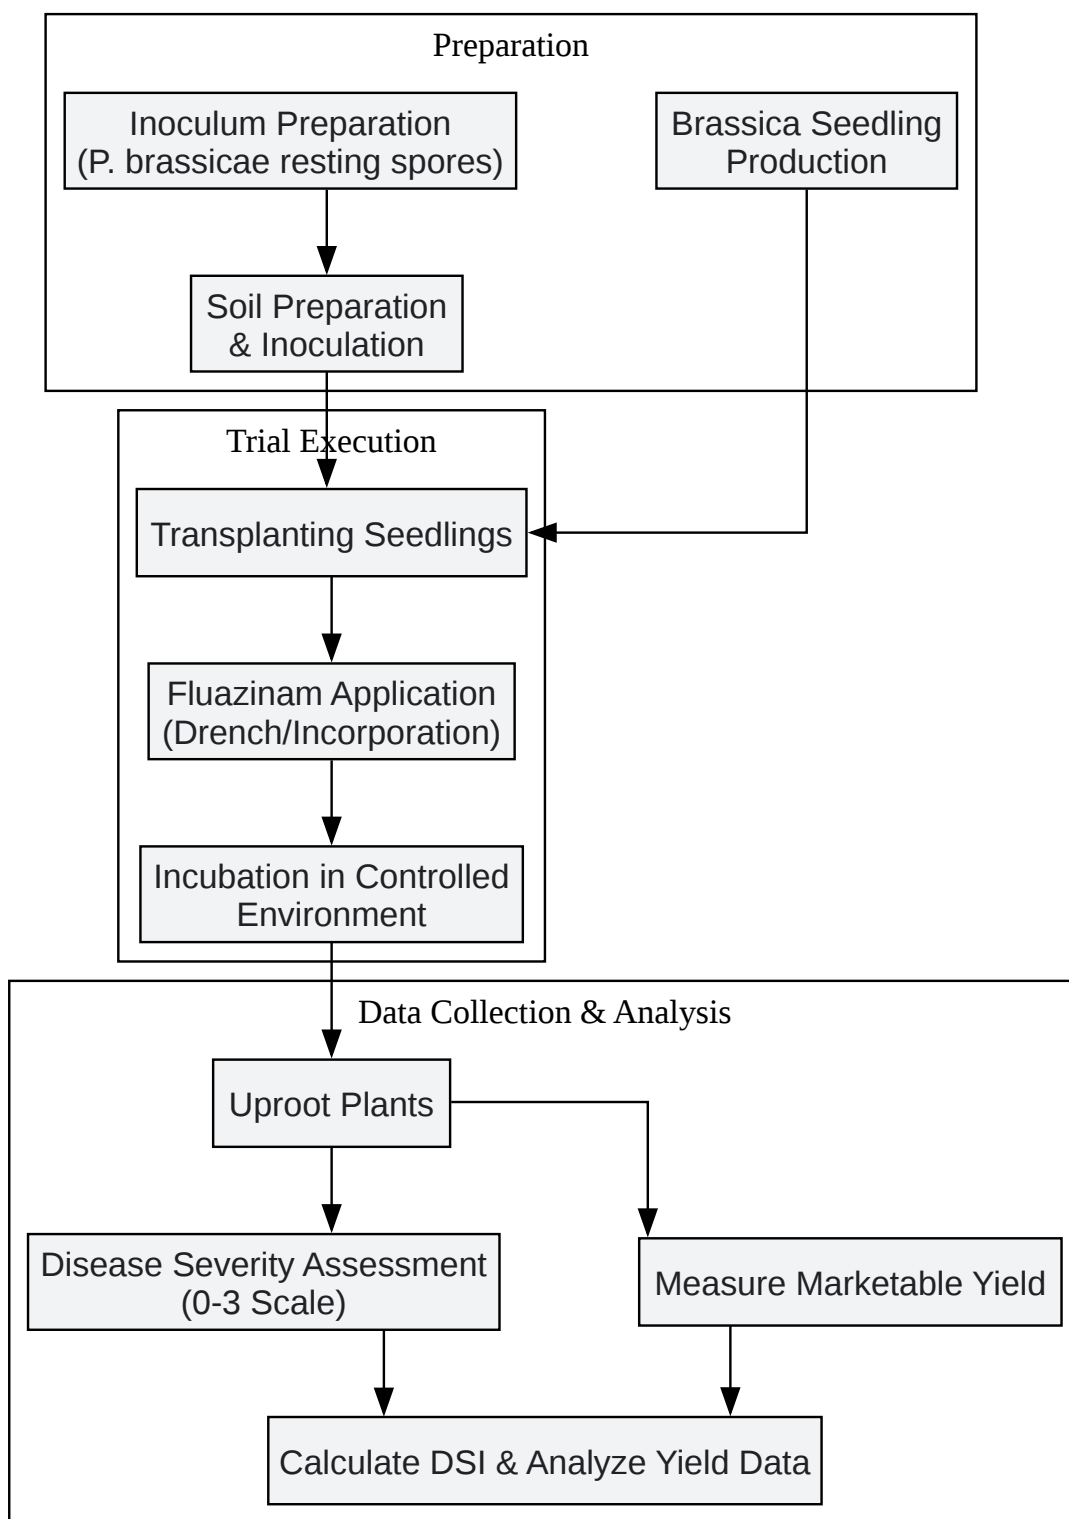 Preparation
Inoculum Preparation
(P. brassicae resting spores)
Brassica Seedling
Production
Soil Preparation
& Inoculation
Trial Execution
Transplanting Seedlings
Fluazinam Application
(Drench/Incorporation)
Incubation in Controlled
Environment
Data Collection & Analysis
Uproot Plants
Disease Severity Assessment
(0-3 Scale)
Measure Marketable Yield
Calculate DSI & Analyze Yield Data